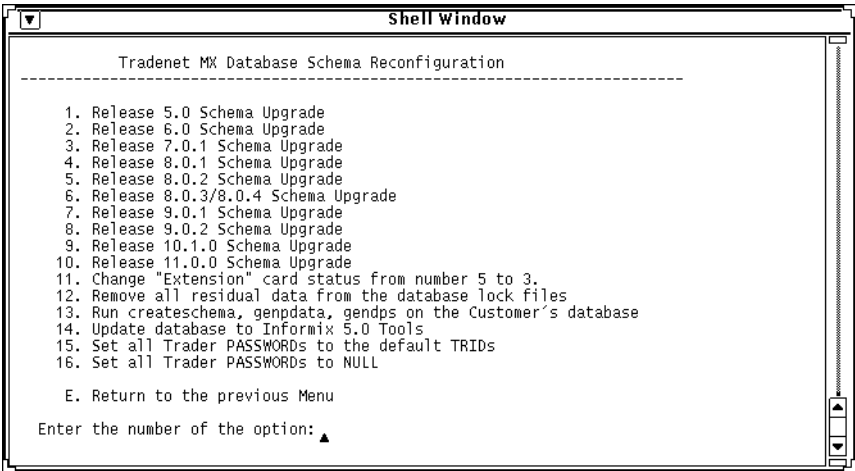 Shell Window
Tradenet MX Database Schema Reconfiguration
--------------------------------------------------------------------------
1. Release 5.0 Schema Upgrade
2. Release 6.0 Schema Upgrade
3. Release 7.0.1 Schema Upgrade
4. Release 8.0.1 Schema Upgrade
5. Release 8.0.2 Schema Upgrade
6. Release 8.0.3/8.0.4 Schema Upgrade
7. Release 9.0.1 Schema Upgrade
8. Release 9.0.2 Schema Upgrade
9. Release 10.1.0 Schema Upgrade
10. Release 11.0.0 Schema Upgrade
11. Change "Extension" card status from number 5 to 3.
12. Remove all residual data from the database lock files
13. Run createschema, genpdata, gendps on the Customer´s database
14. Update database to Informix 5.0 Tools
15. Set all Trader PASSWORDs to the default TRIDs
16. Set all Trader PASSWORDs to NULL
E. Return to the previous Menu
Enter the number of the option: